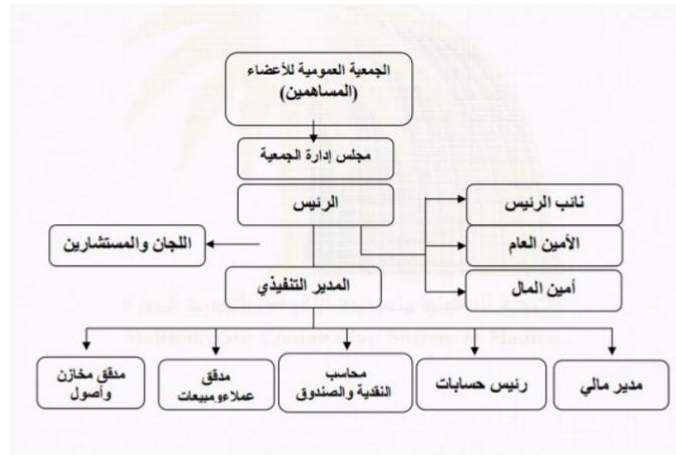 الجمعية العمومية للأعضاء
(المساهمين)
مجلس إدارة الجمعية
الرئيس
نائب الرئيس
الأمين العام
اللجان والمستشارين
أمين المال
المدير التنفيذي
مدير مالي
رئيس حسابات
محاسب
النقدية والصندوق
مدقق
عملاء ومبيعات
مدقق مخازن
وأصول